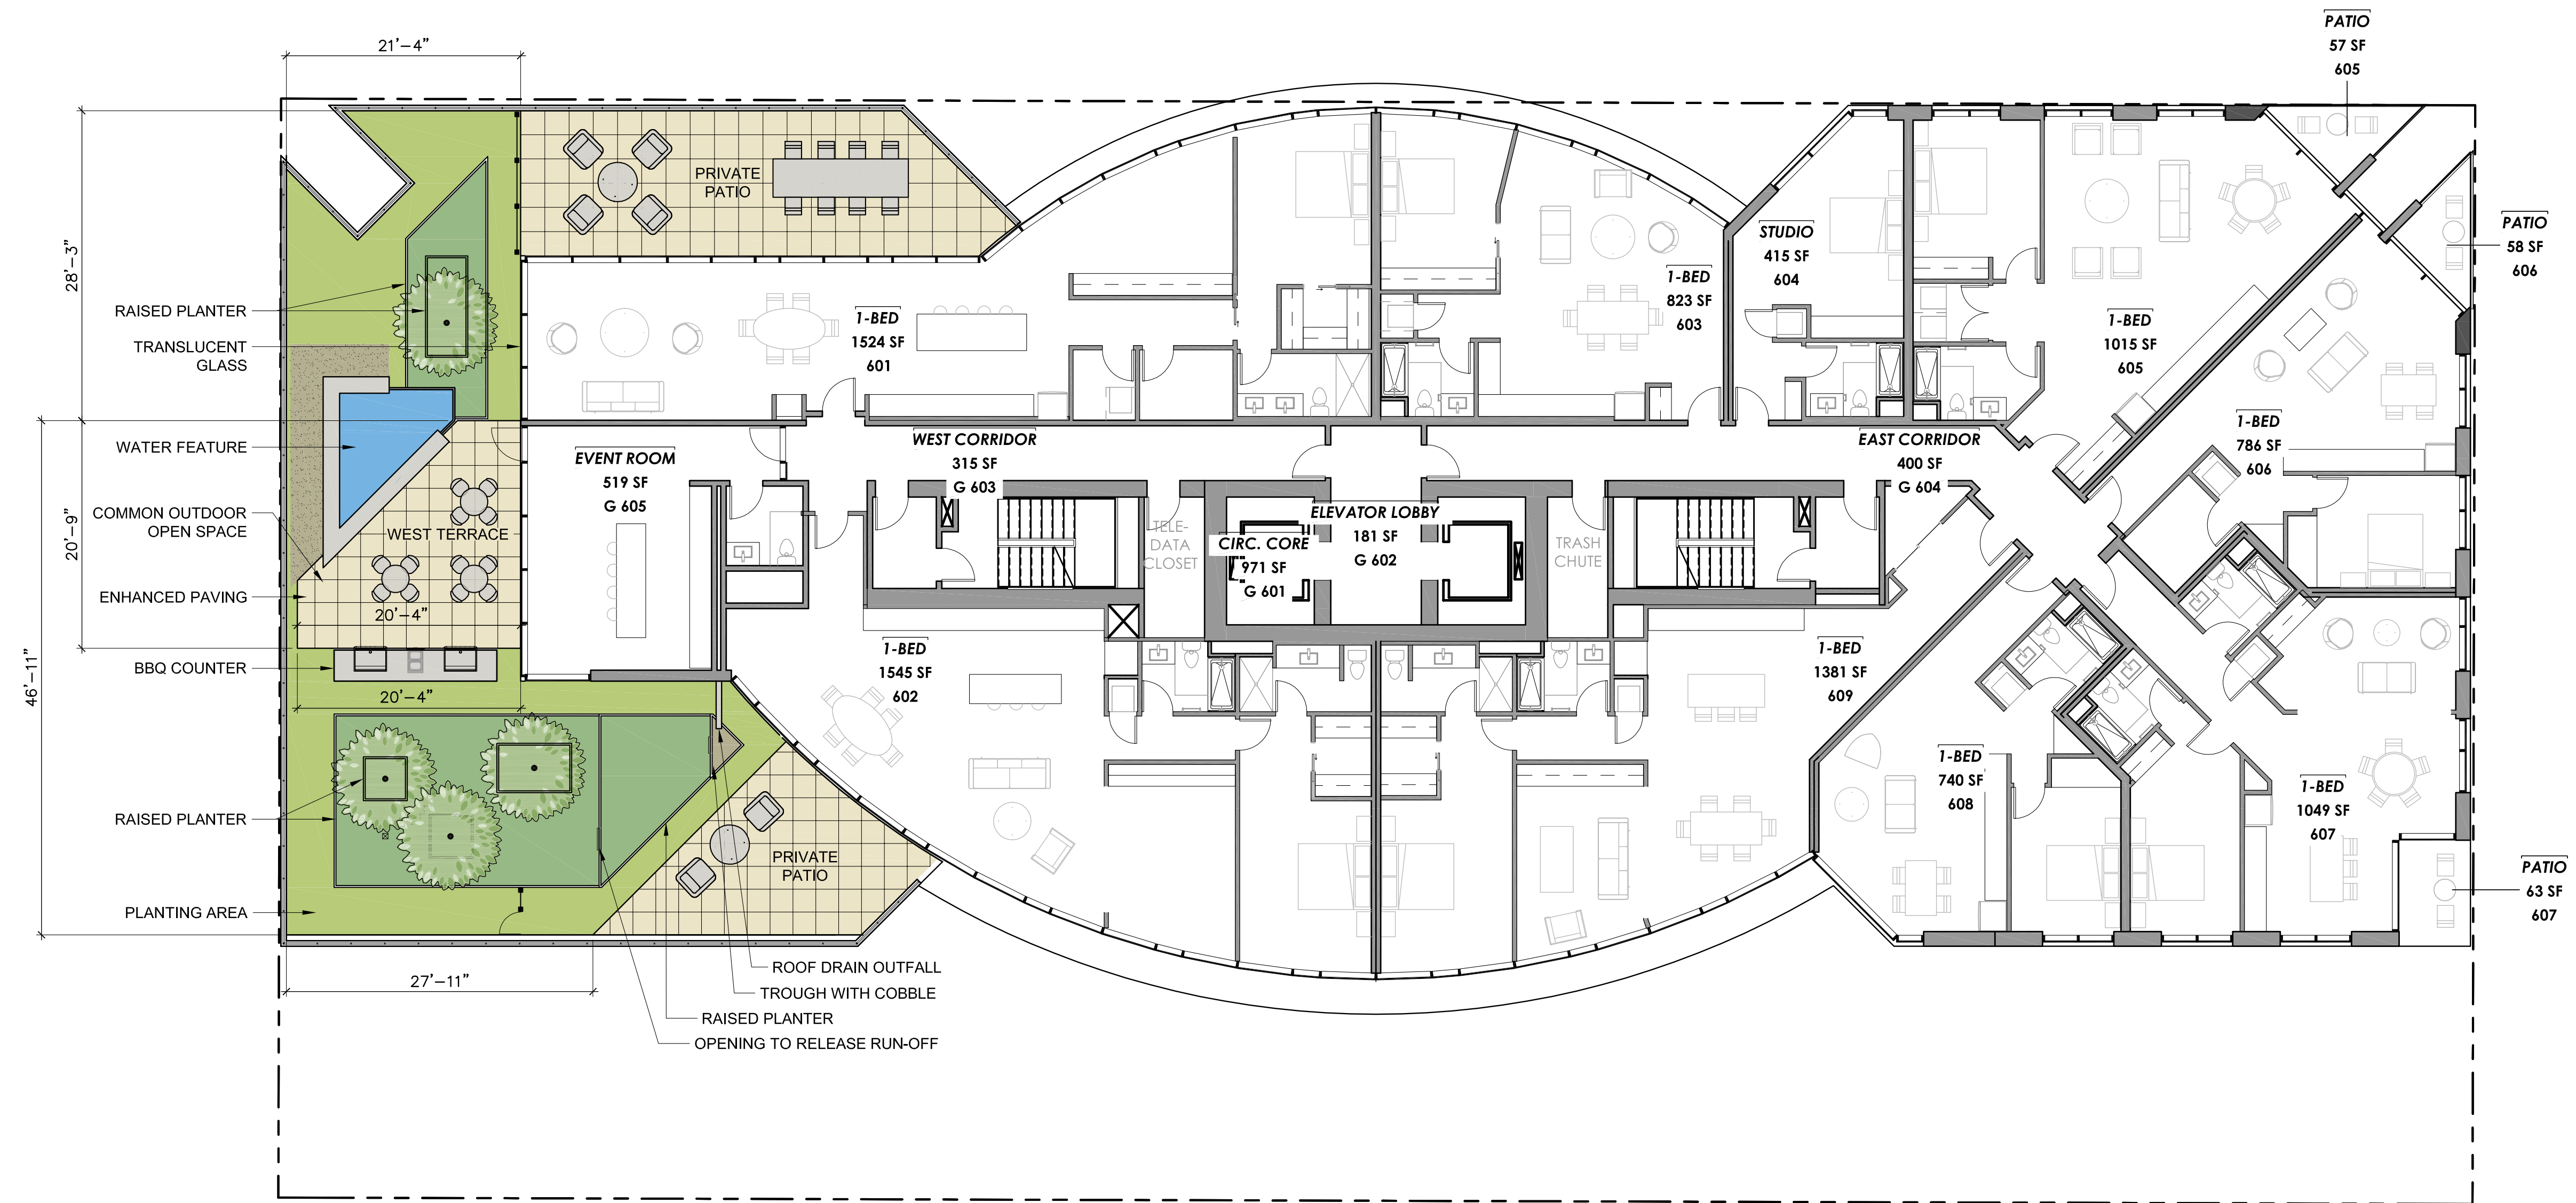 21'-4"
28'-3"
20'-9"
46'-11"
RAISED PLANTER
TRANSLUCENT
GLASS
WATER FEATURE
COMMON OUTDOOR
OPEN SPACE
ENHANCED PAVING
BBQ COUNTER
RAISED PLANTER
PLANTING AREA
27'-11"
PRIVATE
PATIO
WEST TERRACE
20'-4"
20'-4"
PRIVATE
PATIO
ROOF DRAIN OUTFALL
TROUGH WITH COBBLE
RAISED PLANTER
OPENING TO RELEASE RUN-OFF
1-BED
1524 SF
601
EVENT ROOM
519 SF
G 605
WEST CORRIDOR
315 SF
G 603
1-BED
1545 SF
602
TELE-
DATA
CLOSET
CIRC. CORE
971 SF
G 601
ELEVATOR LOBBY
181 SF
G 602
TRASH
CHUTE
1-BED
823 SF
603
STUDIO
415 SF
604
EAST CORRIDOR
400 SF
G 604
1-BED
1015 SF
605
PATIO
57 SF
605
PATIO
58 SF
606
1-BED
786 SF
606
1-BED
1381 SF
609
1-BED
740 SF
608
1-BED
1049 SF
607
PATIO
63 SF
607